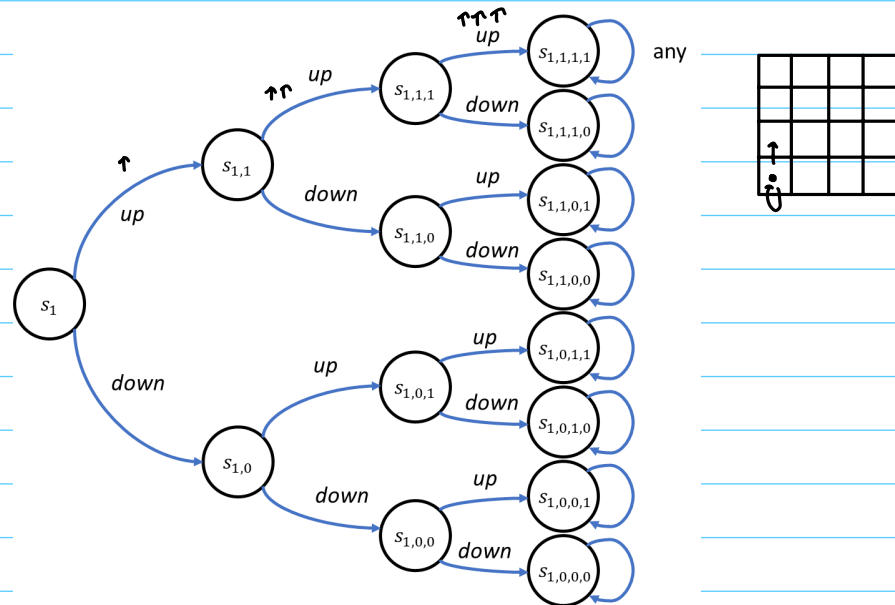 ↑↑↑
up
s1,1,1,1
any
up
↑↑
s1,1,1
down
s1,1,1,0
↑
s1,1
up
s1,1,0,1
down
up
s1,1,0
down
s1,1,0,0
s1
up
s1,0,1,1
up
down
s1,0,1
down
s1,0,1,0
s1,0
up
s1,0,0,1
down
s1,0,0
down
s1,0,0,0